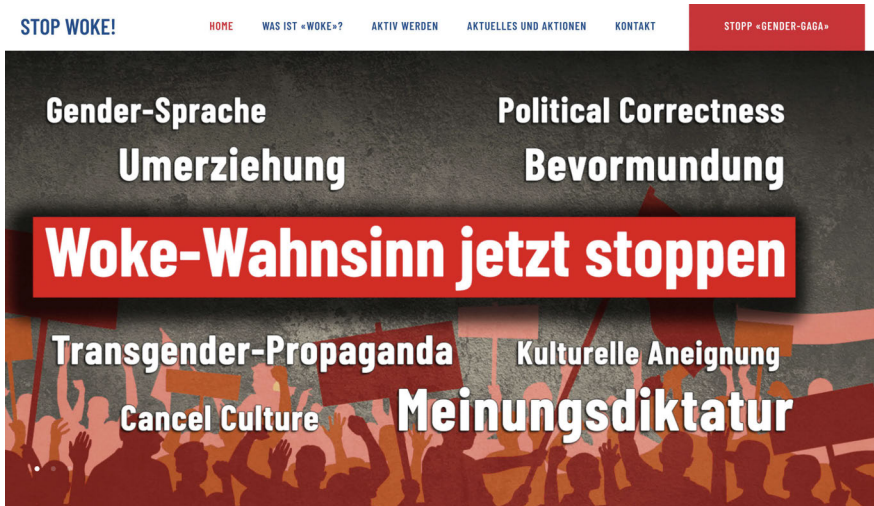 STOP WOKE!
HOME WAS IST «WOKE»? AKTIV WERDEN AKTUELLES UND AKTIONEN KONTAKT STOPP «GENDER-GAGA»
Gender-Sprache Political Correctness
Umerziehung Bevormundung
Woke-Wahnsinn jetzt stoppen
Transgender-Propaganda Kulturelle Aneignung
Cancel Culture Meinungsdiktatur